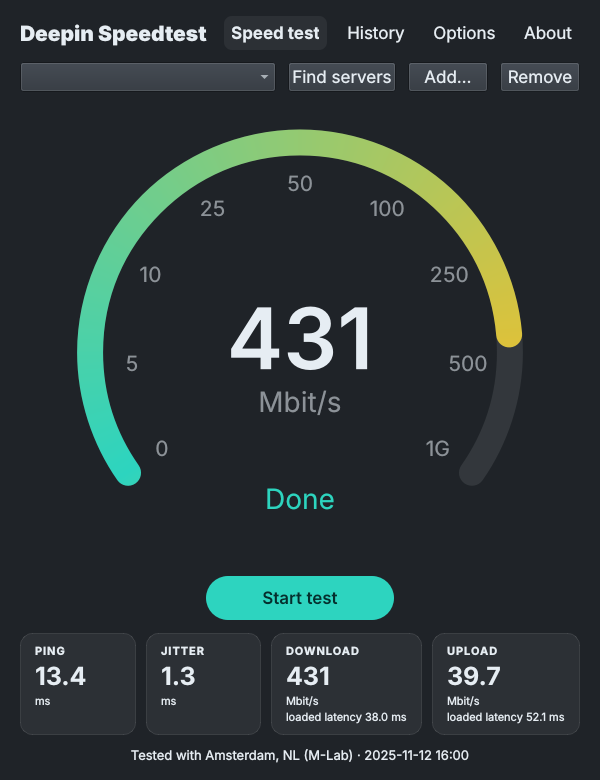 Deepin Speedtest Speed test History Options About
Find servers Add... Remove
50
25 100
10 250
431
5 500
Mbit/s
0 1G
Done
Start test
PING JITTER DOWNLOAD UPLOAD
13.4 1.3 431 39.7
ms ms Mbit/s Mbit/s
loaded latency 38.0 ms loaded latency 52.1 ms
Tested with Amsterdam, NL (M-Lab) · 2025-11-12 16:00